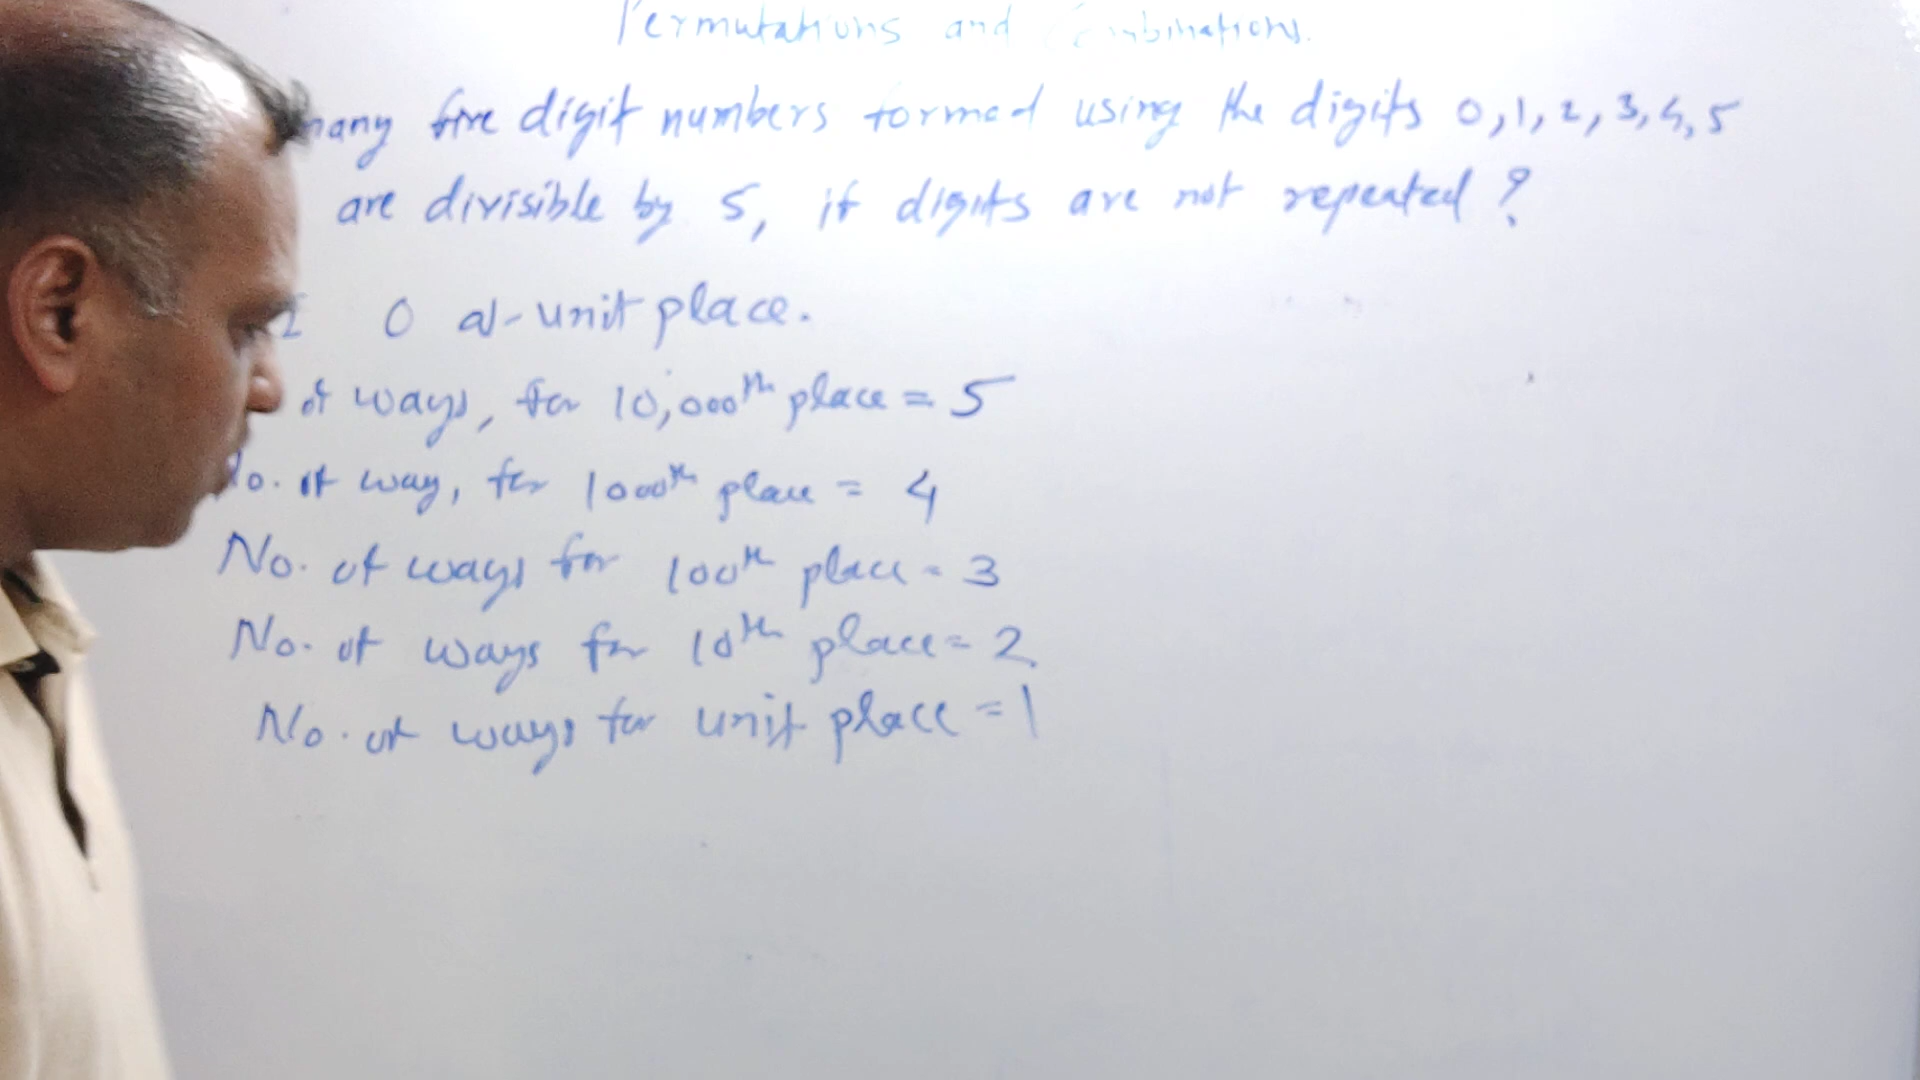 Permutations and Combinations.
many five digit numbers formed using the digits 0,1,2,3,4,5
are divisible by 5, if digits are not repeated?
I 0 at unit place.
of ways, for 10,000th place = 5
No. of way, for 1000th place = 4
No. of ways for 100th place = 3
No. of ways for 10th place = 2
No. of ways for unit place = 1